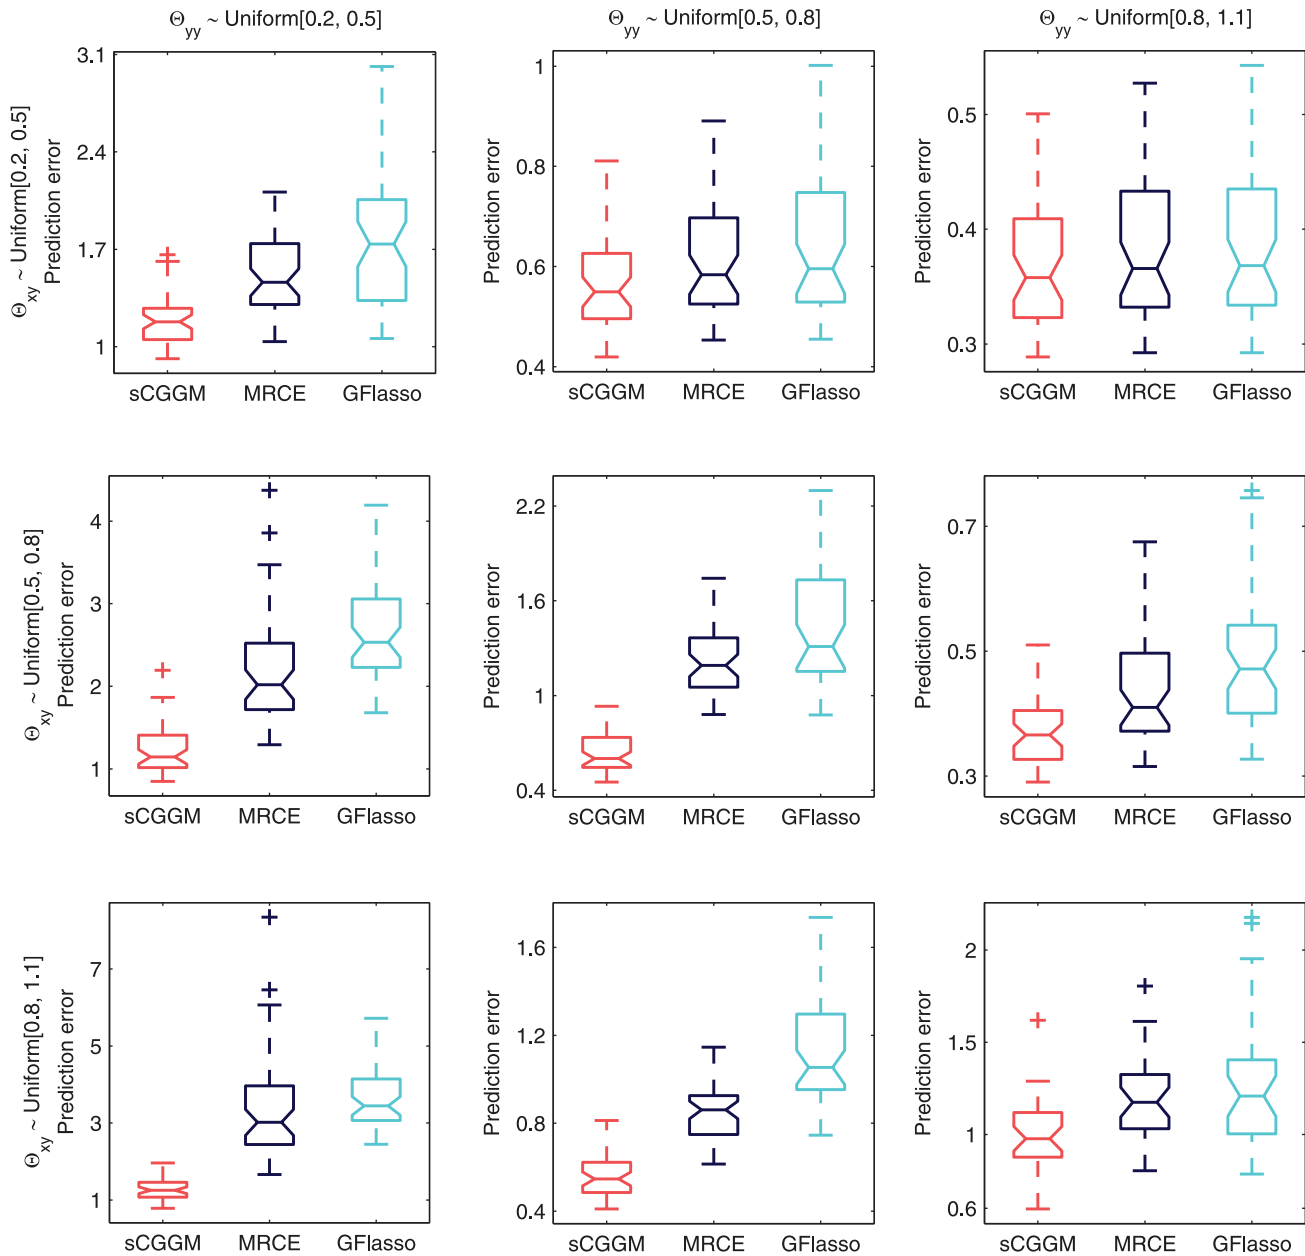 Θyy ~ Uniform[0.2, 0.5]
Θyy ~ Uniform[0.5, 0.8]
Θyy ~ Uniform[0.8, 1.1]
Θxy ~ Uniform[0.2, 0.5]
Prediction error
3.1
2.4
1.7
1
sCGGM MRCE GFlasso
Prediction error
1
0.8
0.6
0.4
sCGGM MRCE GFlasso
Prediction error
0.5
0.4
0.3
sCGGM MRCE GFlasso
Θxy ~ Uniform[0.5, 0.8]
Prediction error
4
3
2
1
sCGGM MRCE GFlasso
Prediction error
2.2
1.6
1
0.4
sCGGM MRCE GFlasso
Prediction error
0.7
0.5
0.3
sCGGM MRCE GFlasso
Θxy ~ Uniform[0.8, 1.1]
Prediction error
7
5
3
1
sCGGM MRCE GFlasso
Prediction error
1.6
1.2
0.8
0.4
sCGGM MRCE GFlasso
Prediction error
2
1.5
1
0.6
sCGGM MRCE GFlasso